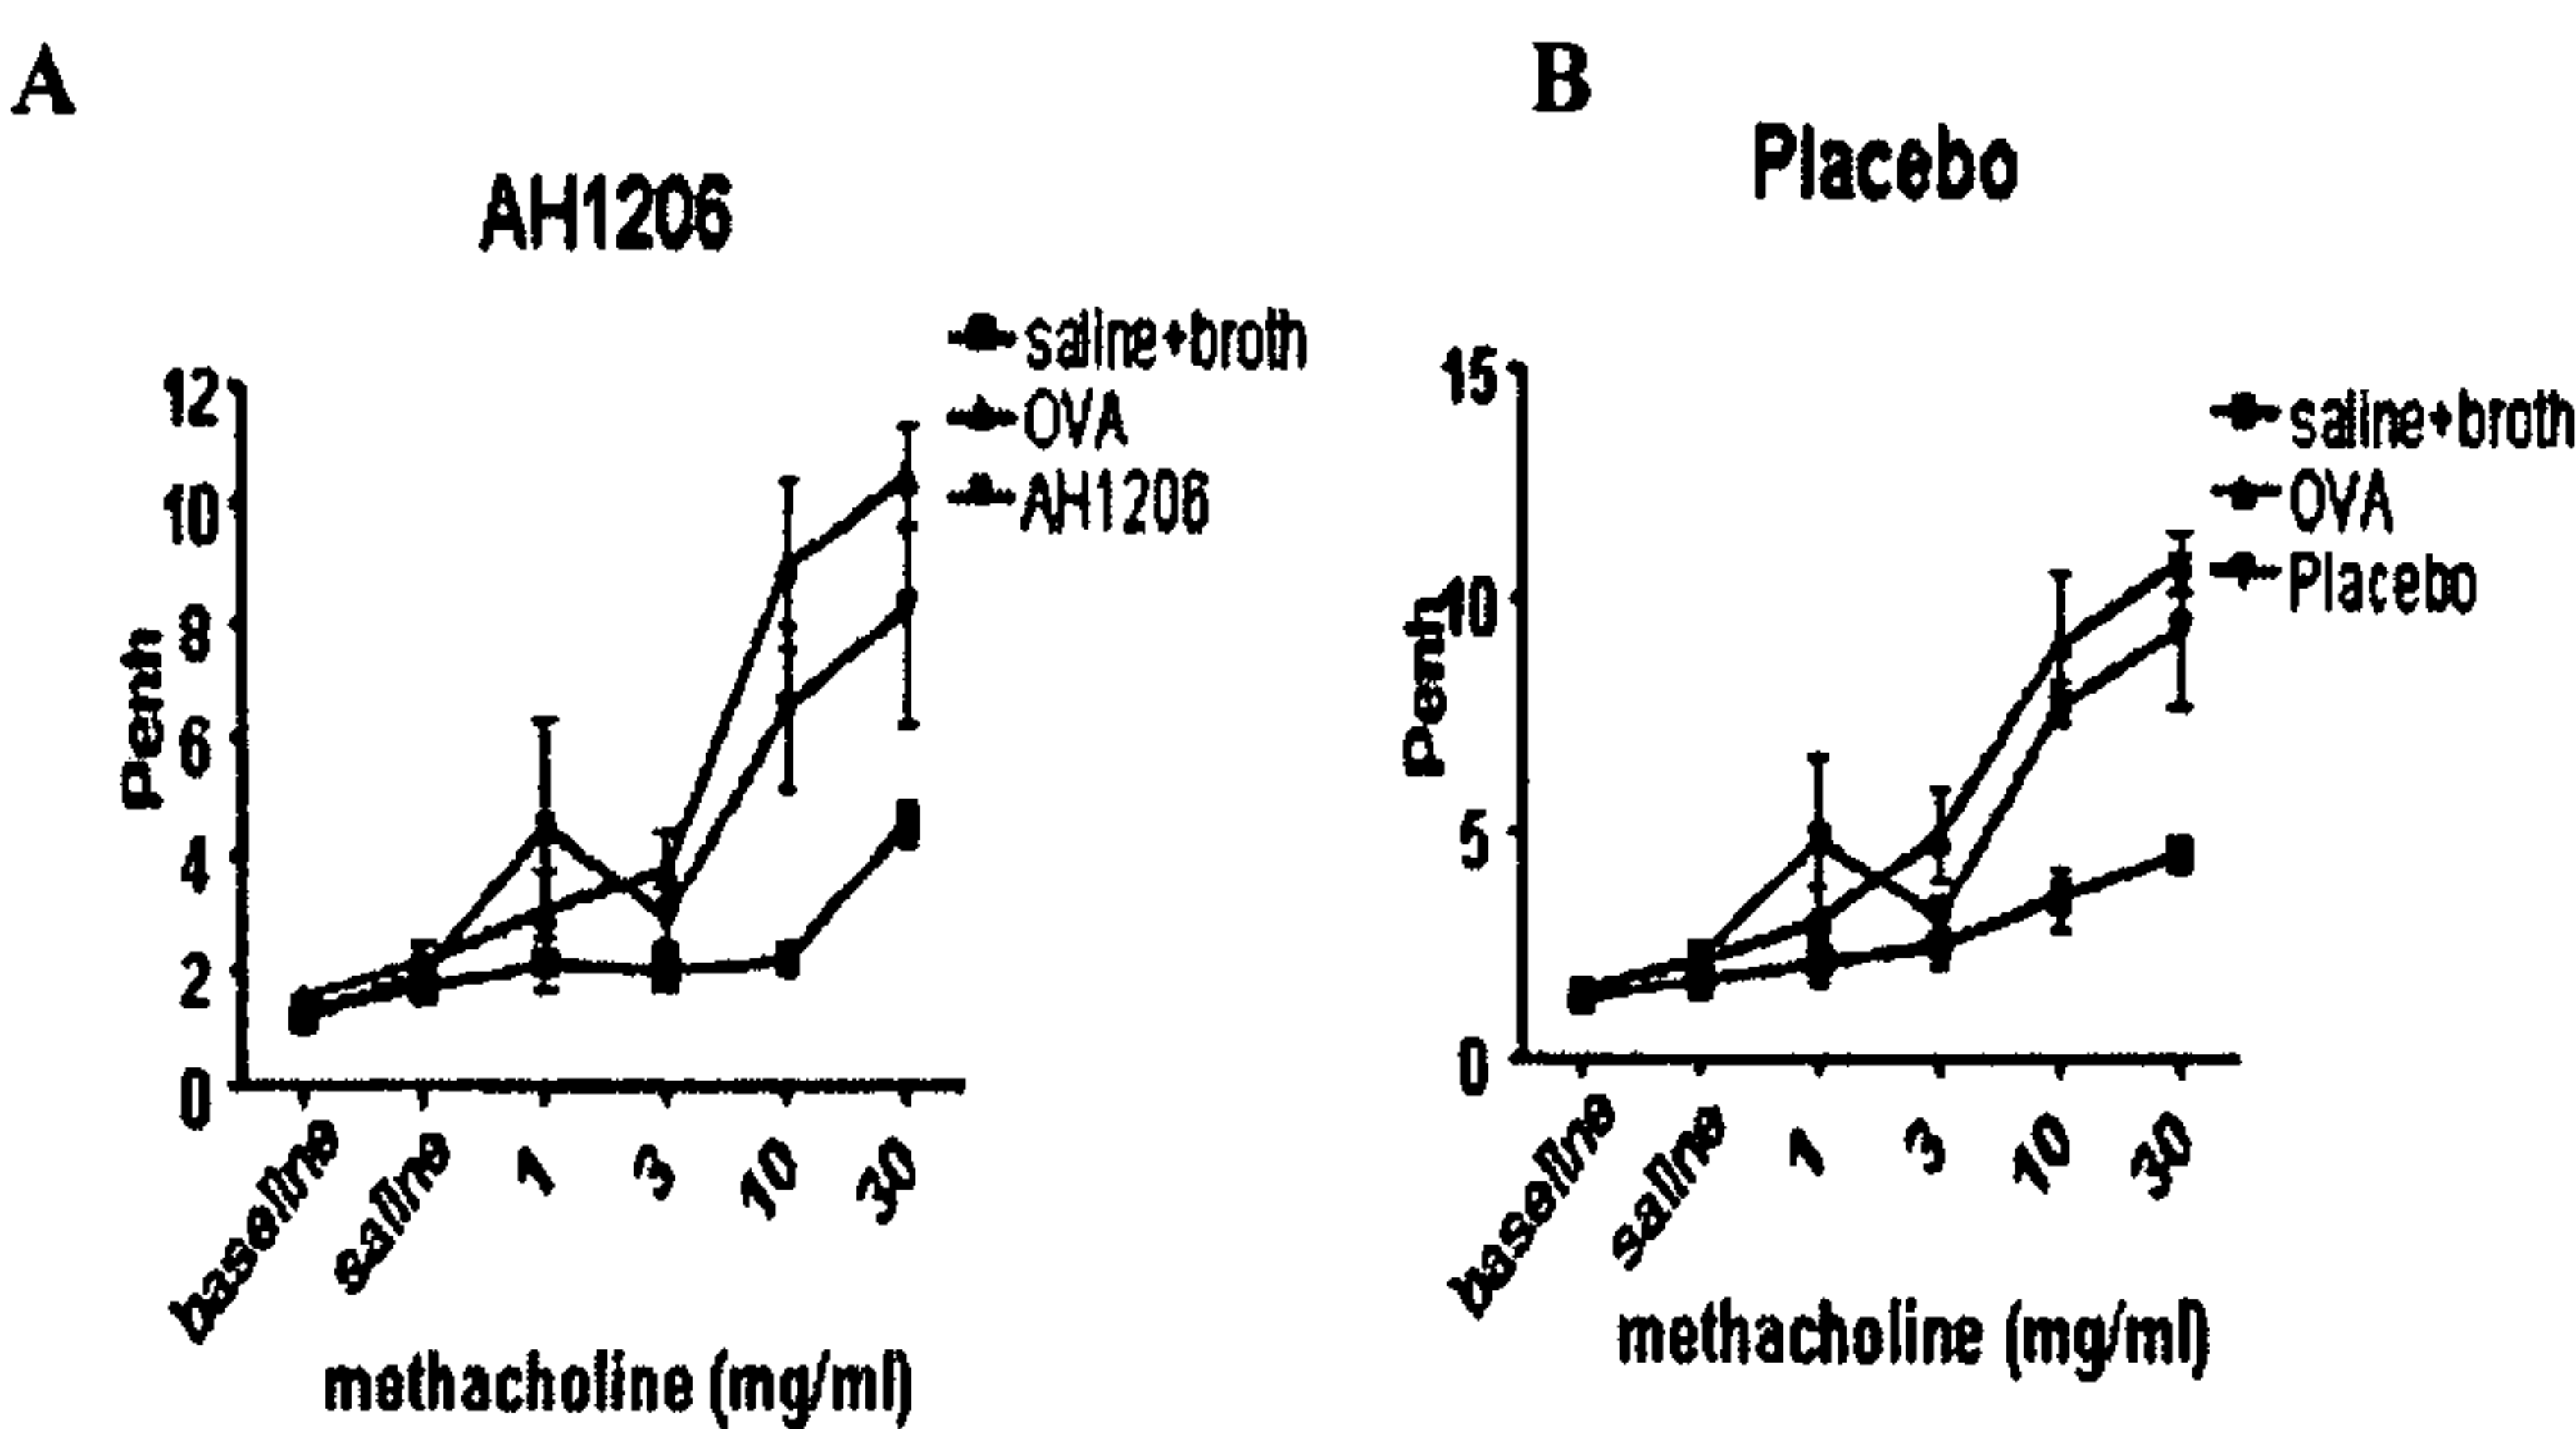 A
AH1206
saline+broth
OVA
AH1206
12
10
8
6
4
2
0
Penh
baseline
saline
1
3
10
30
methacholine (mg/ml)
B
Placebo
saline+broth
OVA
Placebo
15
10
5
0
Penh
baseline
saline
1
3
10
30
methacholine (mg/ml)